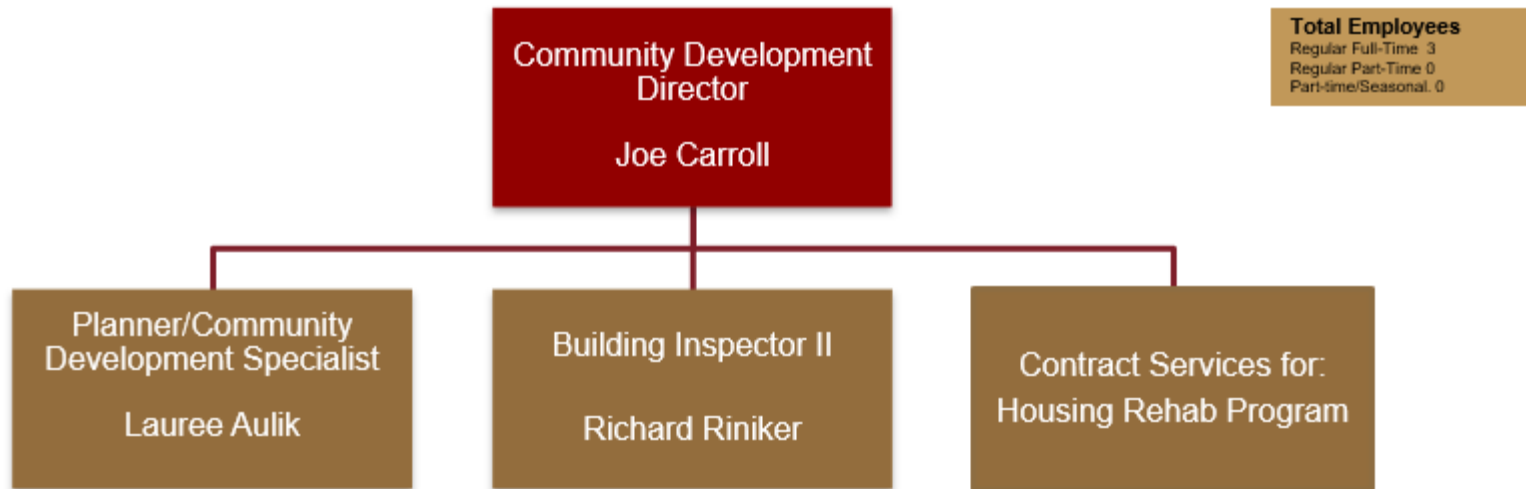 Community Development
Director
Joe Carroll
Total Employees
Regular Full-Time 3
Regular Part-Time 0
Part-time/Seasonal. 0
Planner/Community
Development Specialist
Lauree Aulik
Building Inspector II
Richard Riniker
Contract Services for:
Housing Rehab Program